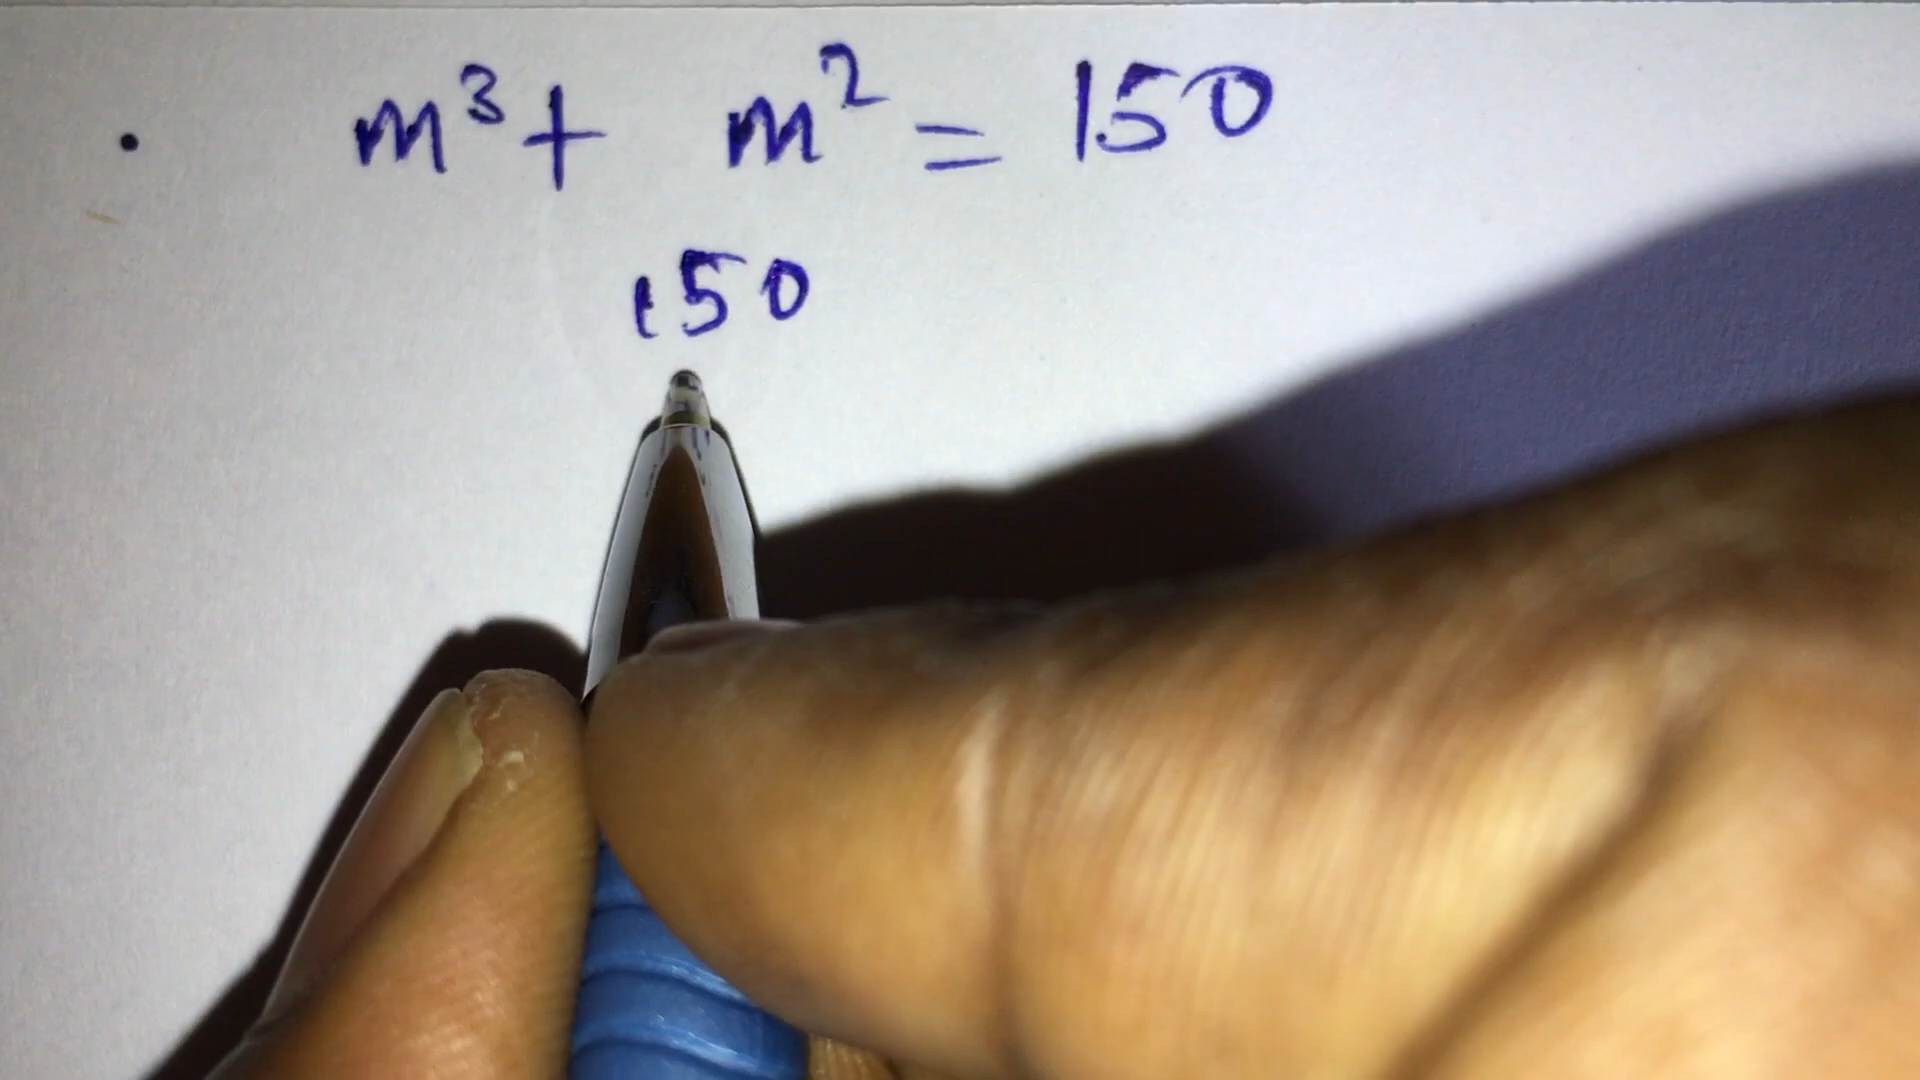 m³ + m² = 150
150